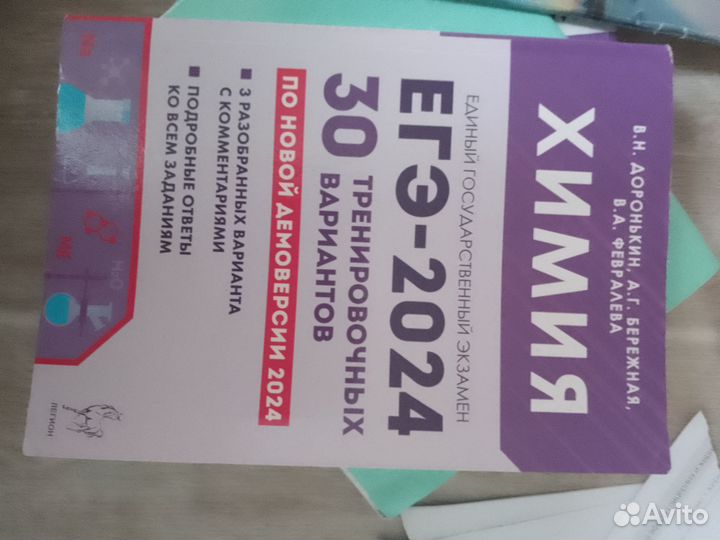 В.Н. ДОРОНЬКИН, А.Г. БЕРЕЖНАЯ,
В.А. ФЕВРАЛЕВА
ХИМИЯ
ЕДИНЫЙ ГОСУДАРСТВЕННЫЙ ЭКЗАМЕН
ЕГЭ-2024
30 ТРЕНИРОВОЧНЫХ
ВАРИАНТОВ
ПО НОВОЙ ДЕМОВЕРСИИ 2024
3 РАЗОБРАННЫХ ВАРИАНТА
С КОММЕНТАРИЯМИ
ПОДРОБНЫЕ ОТВЕТЫ
КО ВСЕМ ЗАДАНИЯМ
H₂O
ЛЕГИОН
Avito